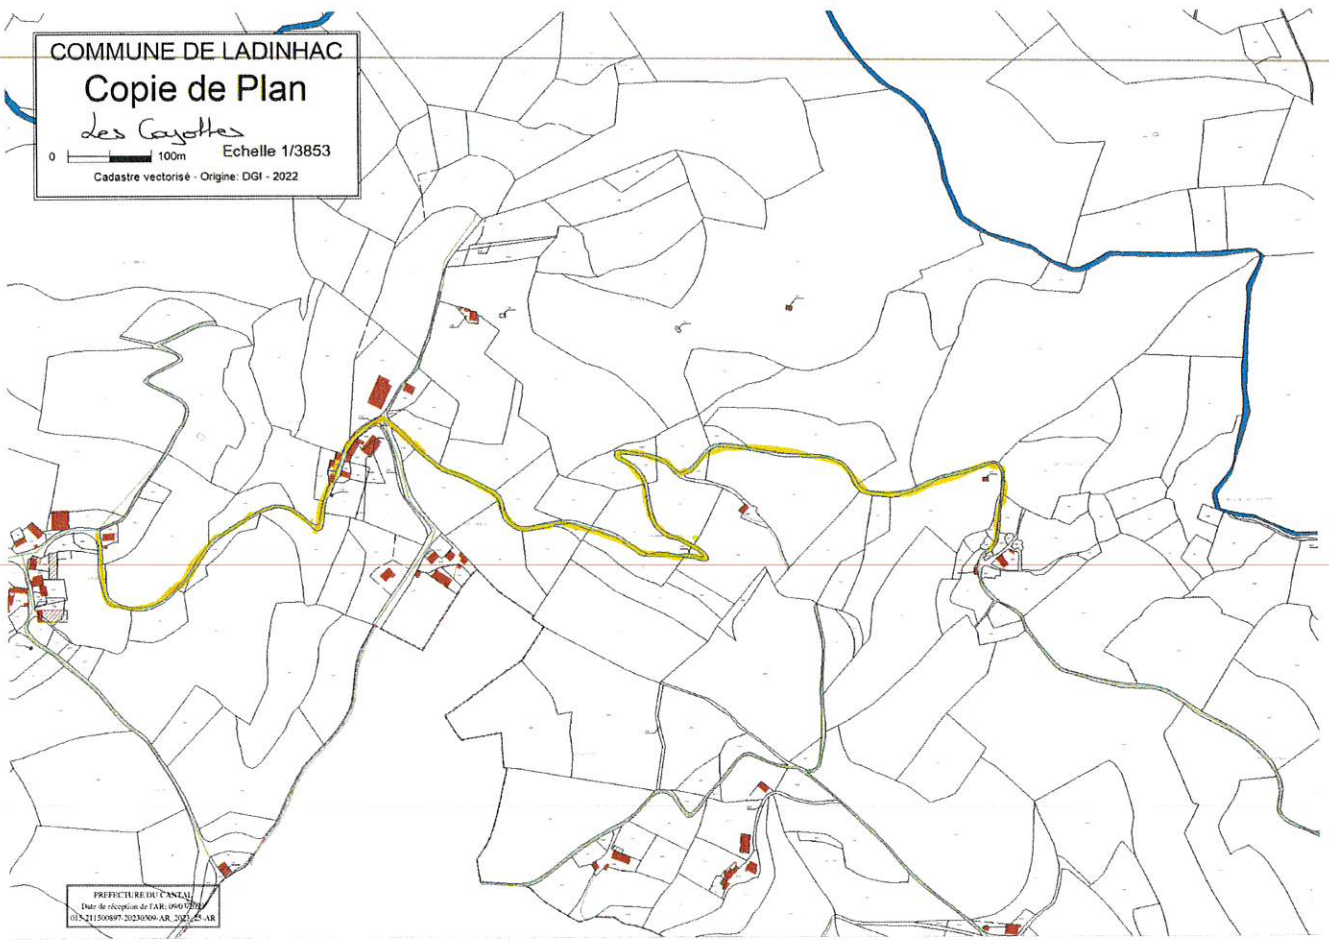 COMMUNE DE LADINHAC
Copie de Plan
Les Cazottes
0 100m Echelle 1/3853
Cadastre vectorisé - Origine: DGI - 2022
PREFECTURE DU CANTAL
Date de réception de l'AR: